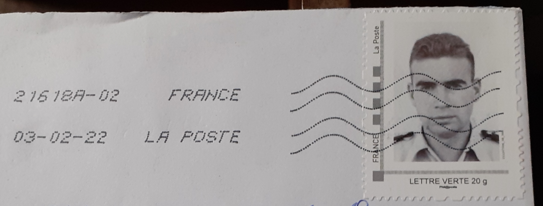 21618A-02 FRANCE
03-02-22 LA POSTE
La Poste
FRANCE
LETTRE VERTE 20 g